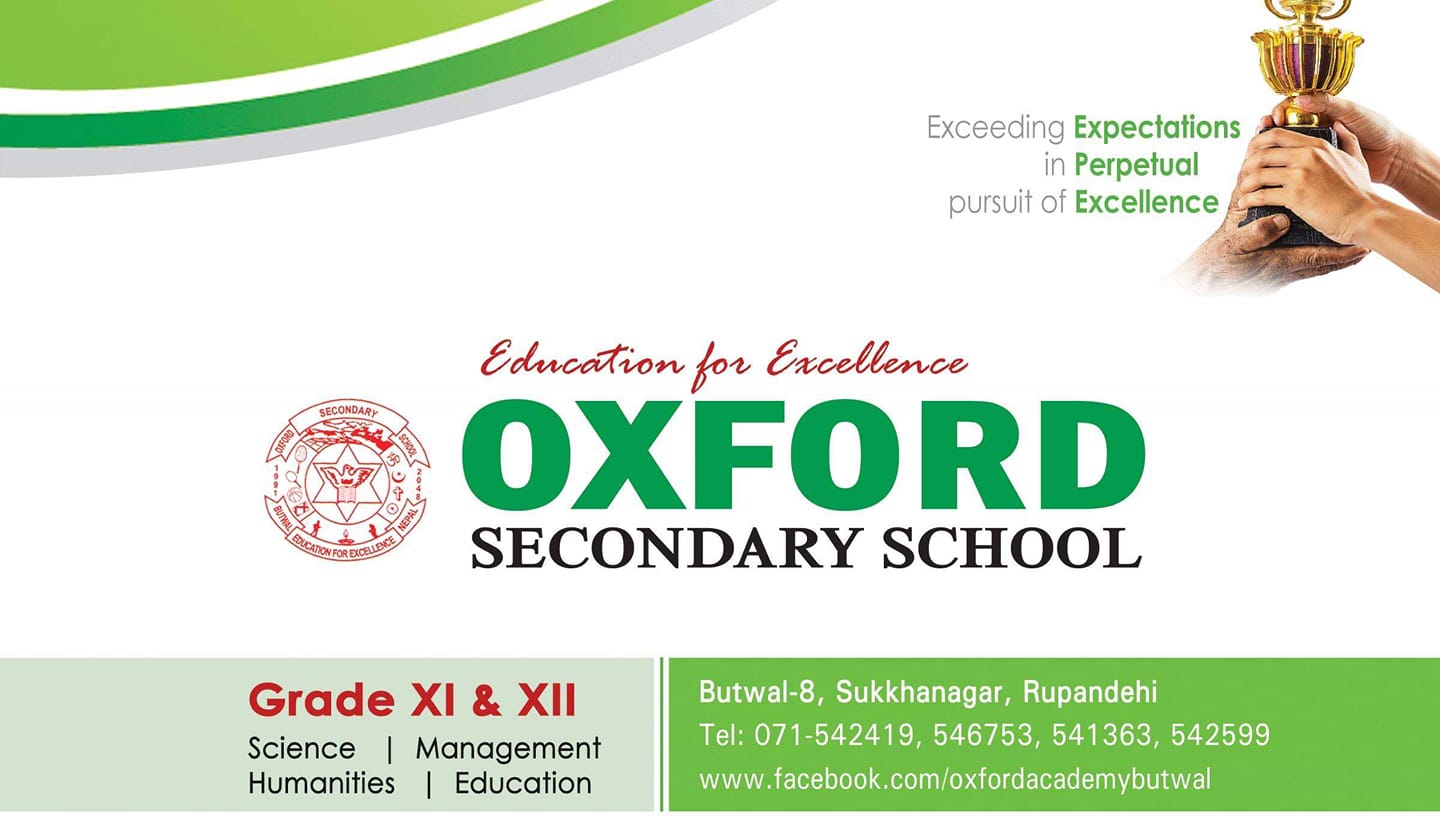 Exceeding Expectations
in Perpetual
pursuit of Excellence
Education for Excellence
OXFORD
SECONDARY SCHOOL
OXFORD SECONDARY SCHOOL
1991
2048
BUTWAL
NEPAL
EDUCATION FOR EXCELLENCE
Grade XI & XII
Science | Management
Humanities | Education
Butwal-8, Sukkhanagar, Rupandehi
Tel: 071-542419, 546753, 541363, 542599
www.facebook.com/oxfordacademybutwal